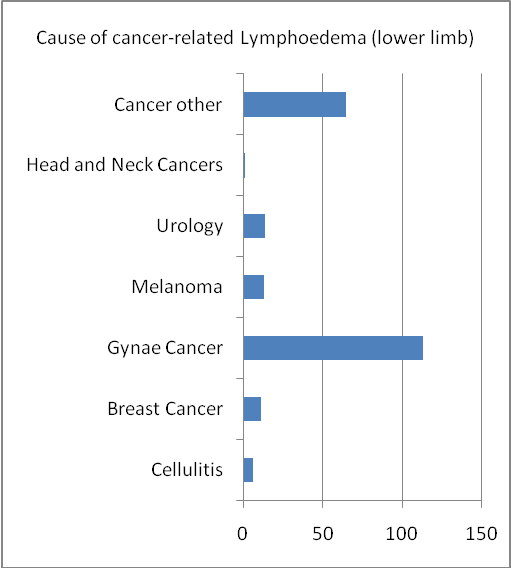 Cause of cancer-related Lymphoedema (lower limb)
Cancer other
Head and Neck Cancers
Urology
Melanoma
Gynae Cancer
Breast Cancer
Cellulitis
0 50 100 150